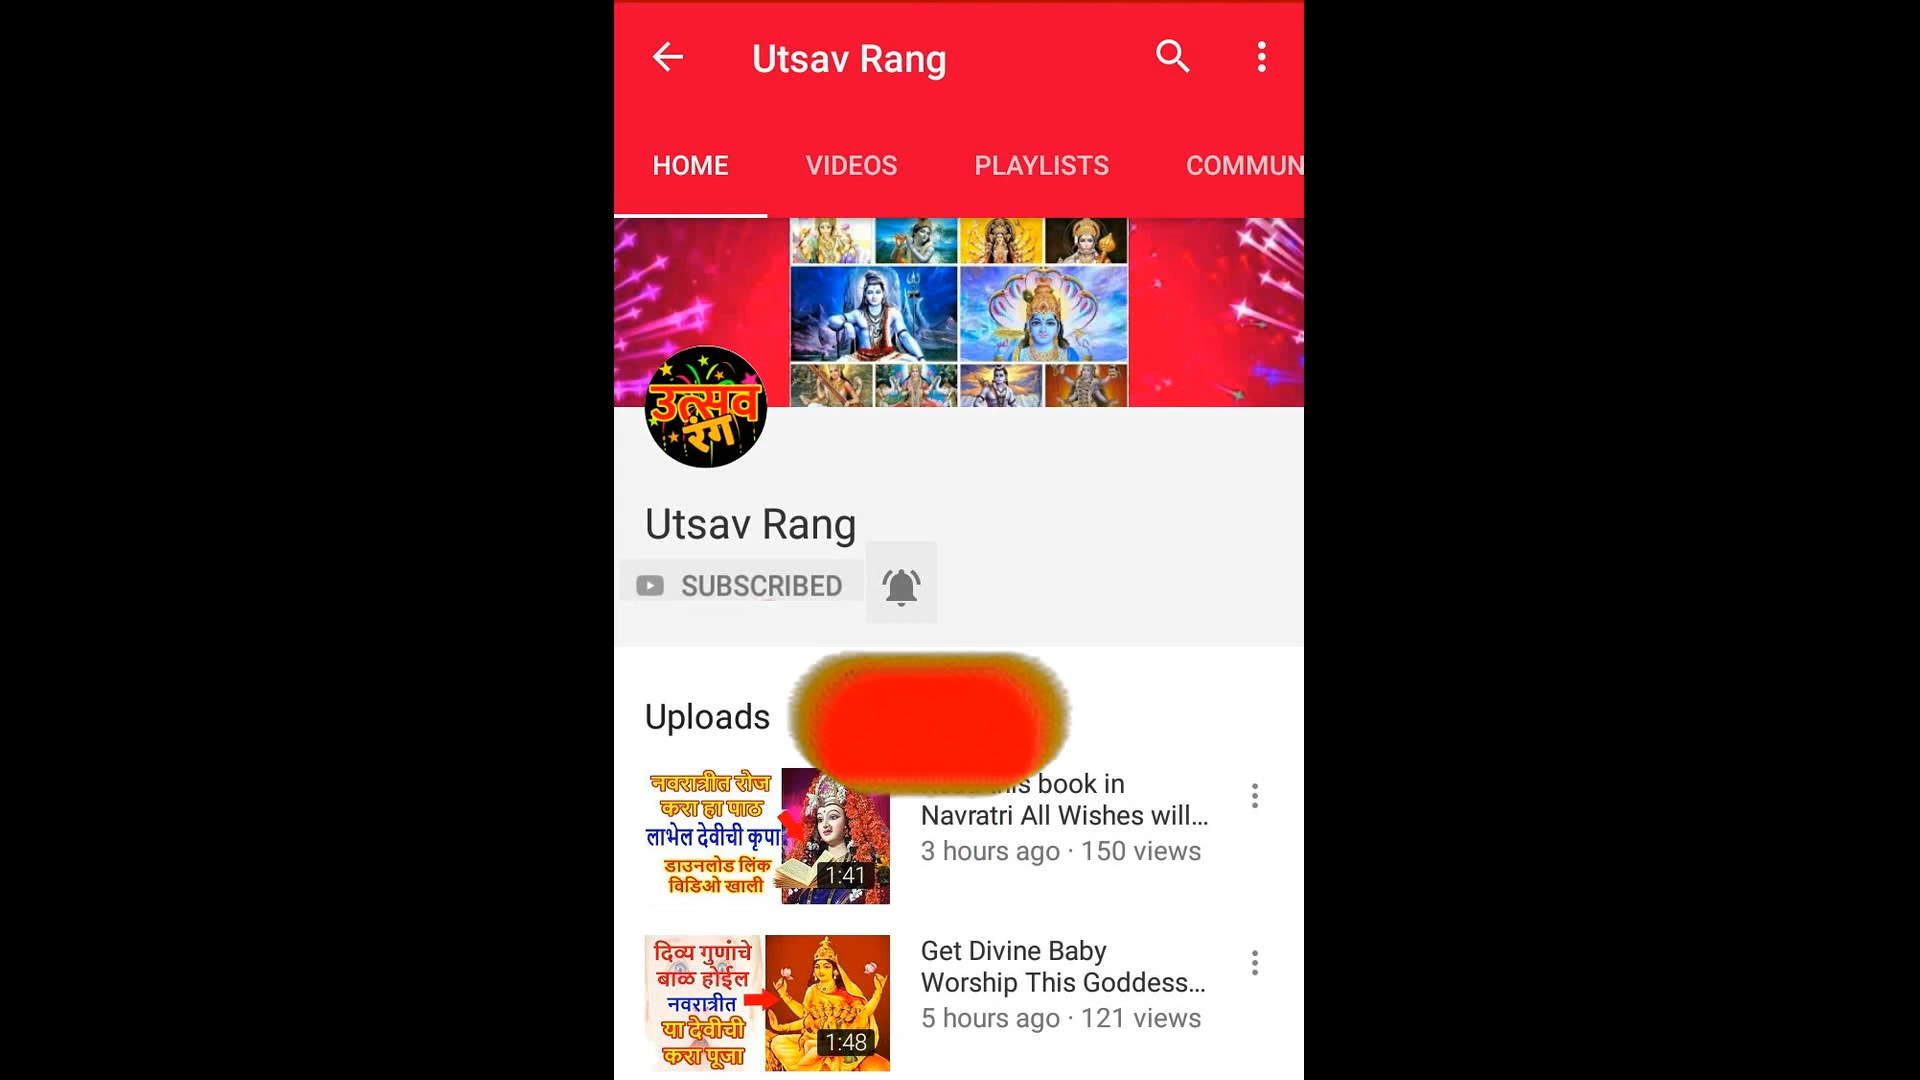 Utsav Rang
HOME VIDEOS PLAYLISTS COMMUN
उत्सव
रंग
Utsav Rang
SUBSCRIBED
Uploads
नवरात्रीत रोज
करा हा पाठ
लाभेल देवीची कृपा
डाउनलोड लिंक
विडिओ खाली
1:41
this book in
Navratri All Wishes will...
3 hours ago · 150 views
दिव्य गुणांचे
बाळ होईल
नवरात्रीत
या देवीची
करा पूजा
1:48
Get Divine Baby
Worship This Goddess...
5 hours ago · 121 views